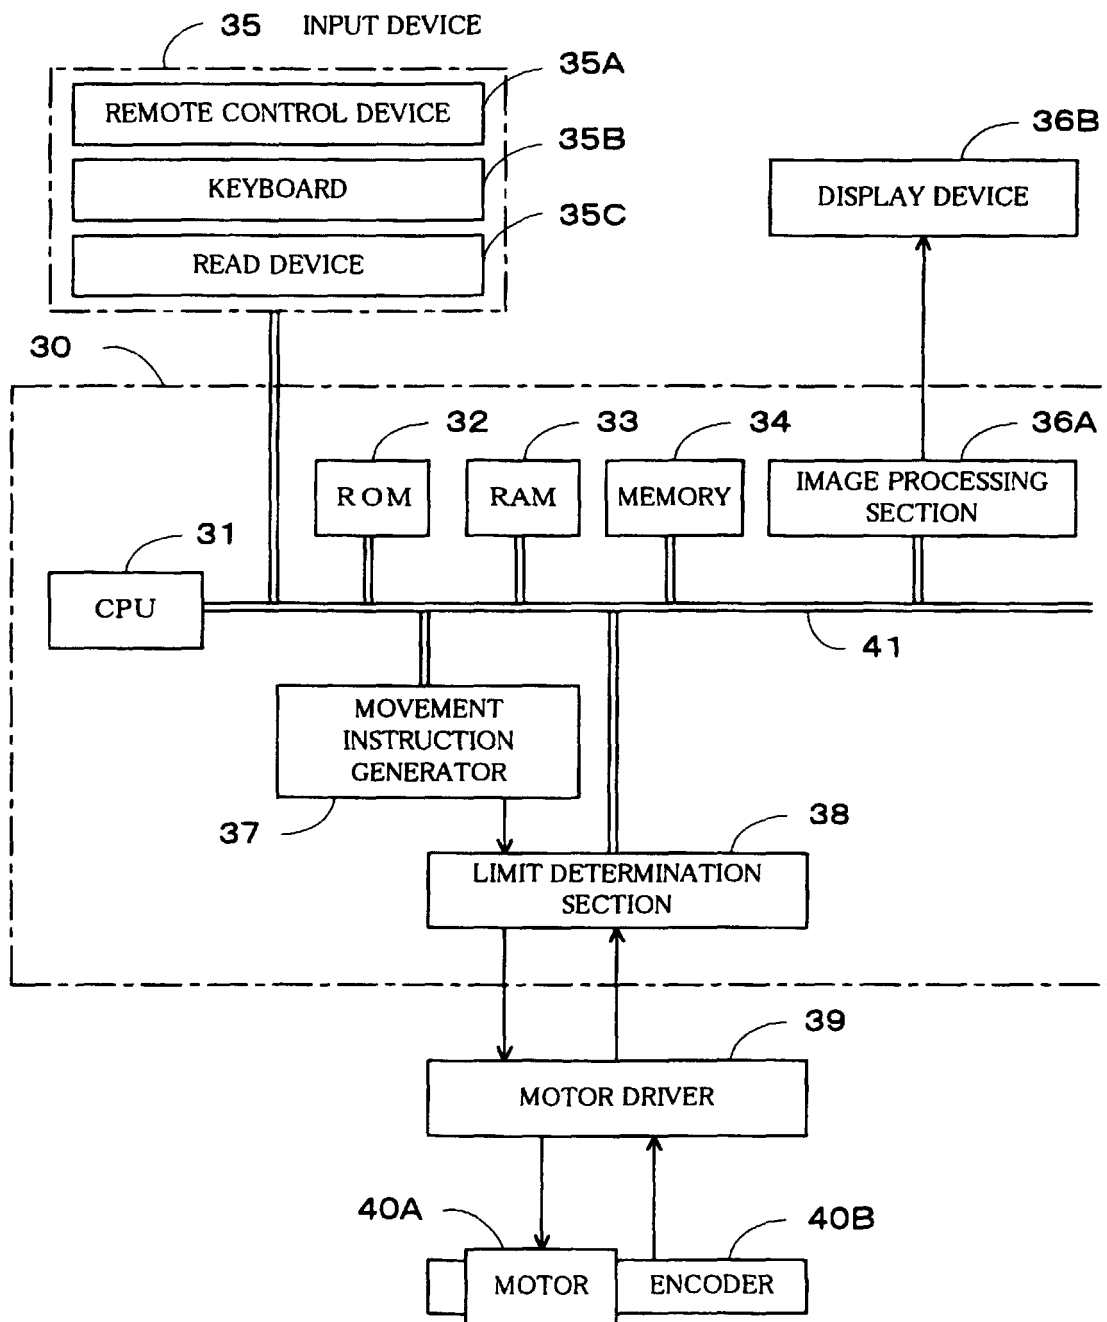 35 INPUT DEVICE
35A
REMOTE CONTROL DEVICE
35B
KEYBOARD
35C
READ DEVICE
36B
DISPLAY DEVICE
30
32
33
34
36A
ROM
RAM
MEMORY
IMAGE PROCESSING
SECTION
31
CPU
41
MOVEMENT
INSTRUCTION
GENERATOR
37
38
LIMIT DETERMINATION
SECTION
39
MOTOR DRIVER
40A
40B
MOTOR
ENCODER